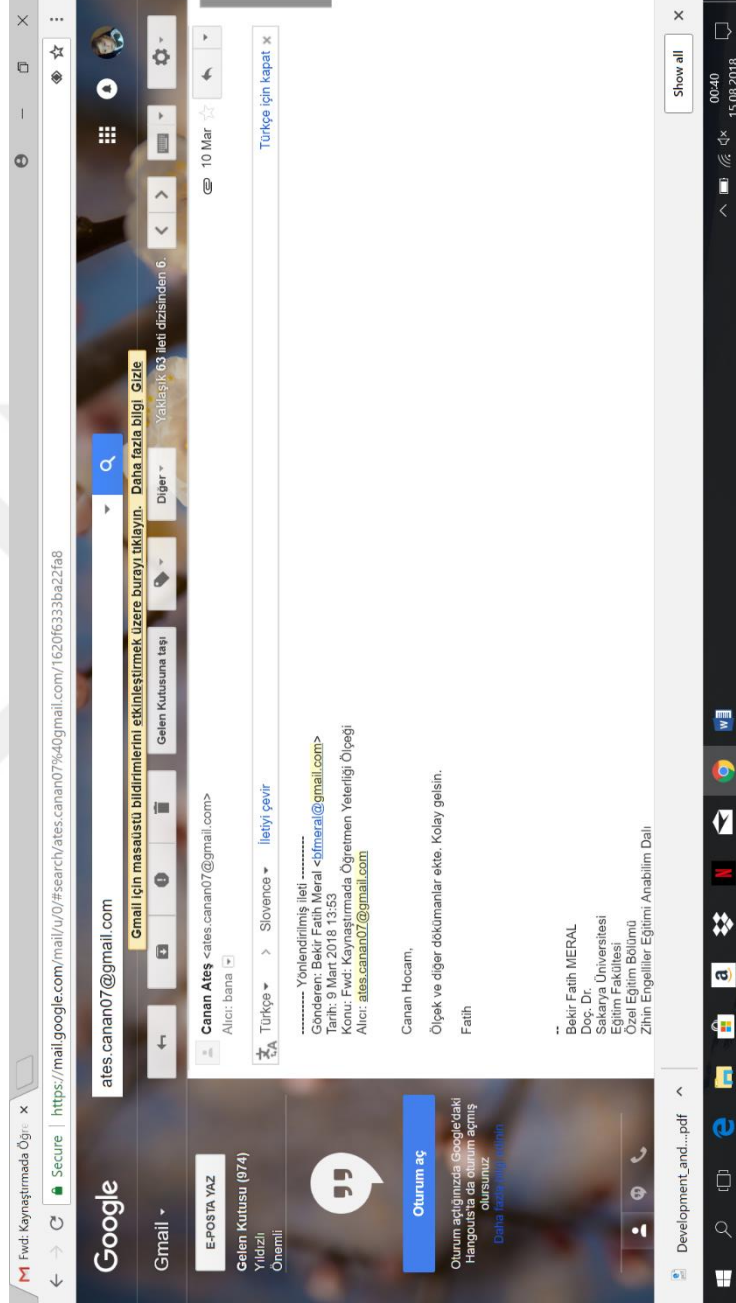 Fwd: Kaynaştırmada Öğre
Secure | https://mail.google.com/mail/u/0/#search/ates.canan07%40gmail.com/1620f6333ba22fa8
Google
ates.canan07@gmail.com
Gmail için masaüstü bildirimlerini etkinleştirmek üzere burayı tıklayın. Daha fazla bilgi Gizle
Gmail
Gelen Kutusuna taşı
Diğer
Yaklaşık 63 ileti dizisinden 6.
E-POSTA YAZ
Gelen Kutusu (974)
Yıldızlı
Önemli
Oturum aç
Oturum açtığınızda Google'daki
Hangouts'ta da oturum açmış
olursunuz
Daha fazla bilgi edinin
Canan Ateş <ates.canan07@gmail.com>
10 Mar
Alıcı: bana
Türkçe > Slovence İletiyi çevir
Türkçe için kapat x
---------- Yönlendirilmiş ileti ----------
Gönderen: Bekir Fatih Meral <bfmeral@gmail.com>
Tarih: 9 Mart 2018 13:53
Konu: Fwd: Kaynaştırmada Öğretmen Yeterliği Ölçeği
Alıcı: ates.canan07@gmail.com
Canan Hocam,
Ölçek ve diğer dokümanlar ekte. Kolay gelsin.
Fatih
--
Bekir Fatih MERAL
Doç. Dr.
Sakarya Üniversitesi
Eğitim Fakültesi
Özel Eğitim Bölümü
Zihin Engelliler Eğitimi Anabilim Dalı
Development_and....pdf
Show all
00:40
15.08.2018